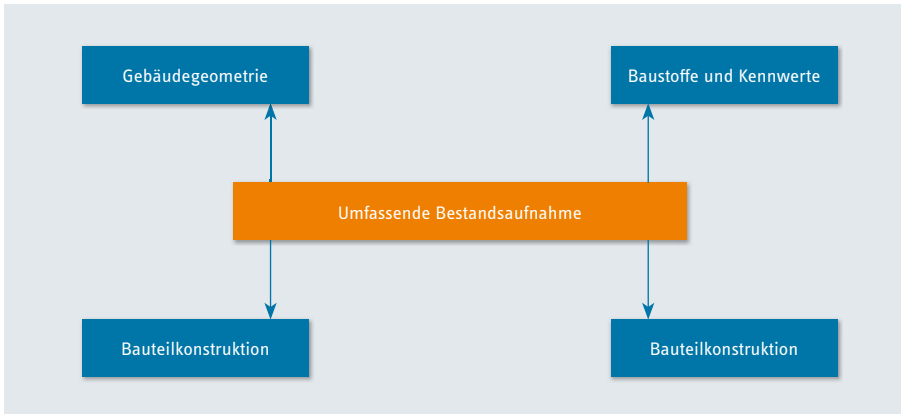 Gebäudegeometrie
Baustoffe und Kennwerte
Umfassende Bestandsaufnahme
Bauteilkonstruktion
Bauteilkonstruktion